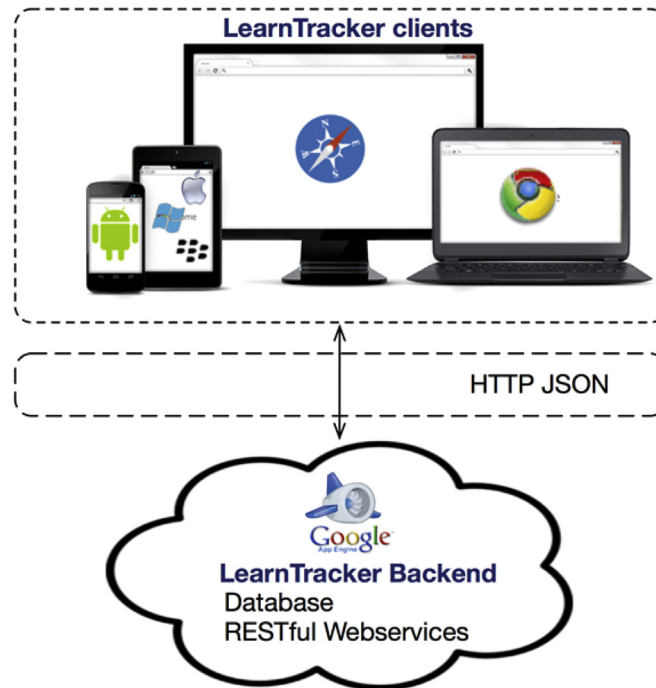 LearnTracker clients
N
E
S
HTTP JSON
Google
App Engine
LearnTracker Backend
Database
RESTful Webservices